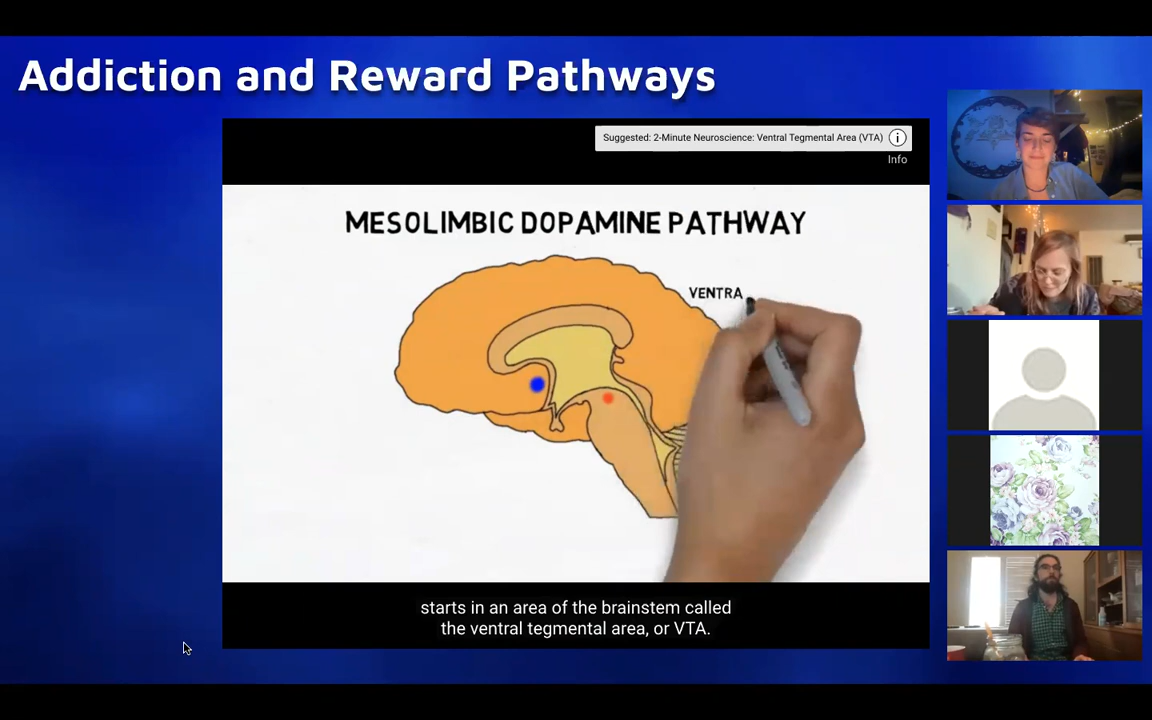 Addiction and Reward Pathways
Suggested: 2-Minute Neuroscience: Ventral Tegmental Area (VTA)
Info
MESOLIMBIC DOPAMINE PATHWAY
VENTRA
starts in an area of the brainstem called
the ventral tegmental area, or VTA.